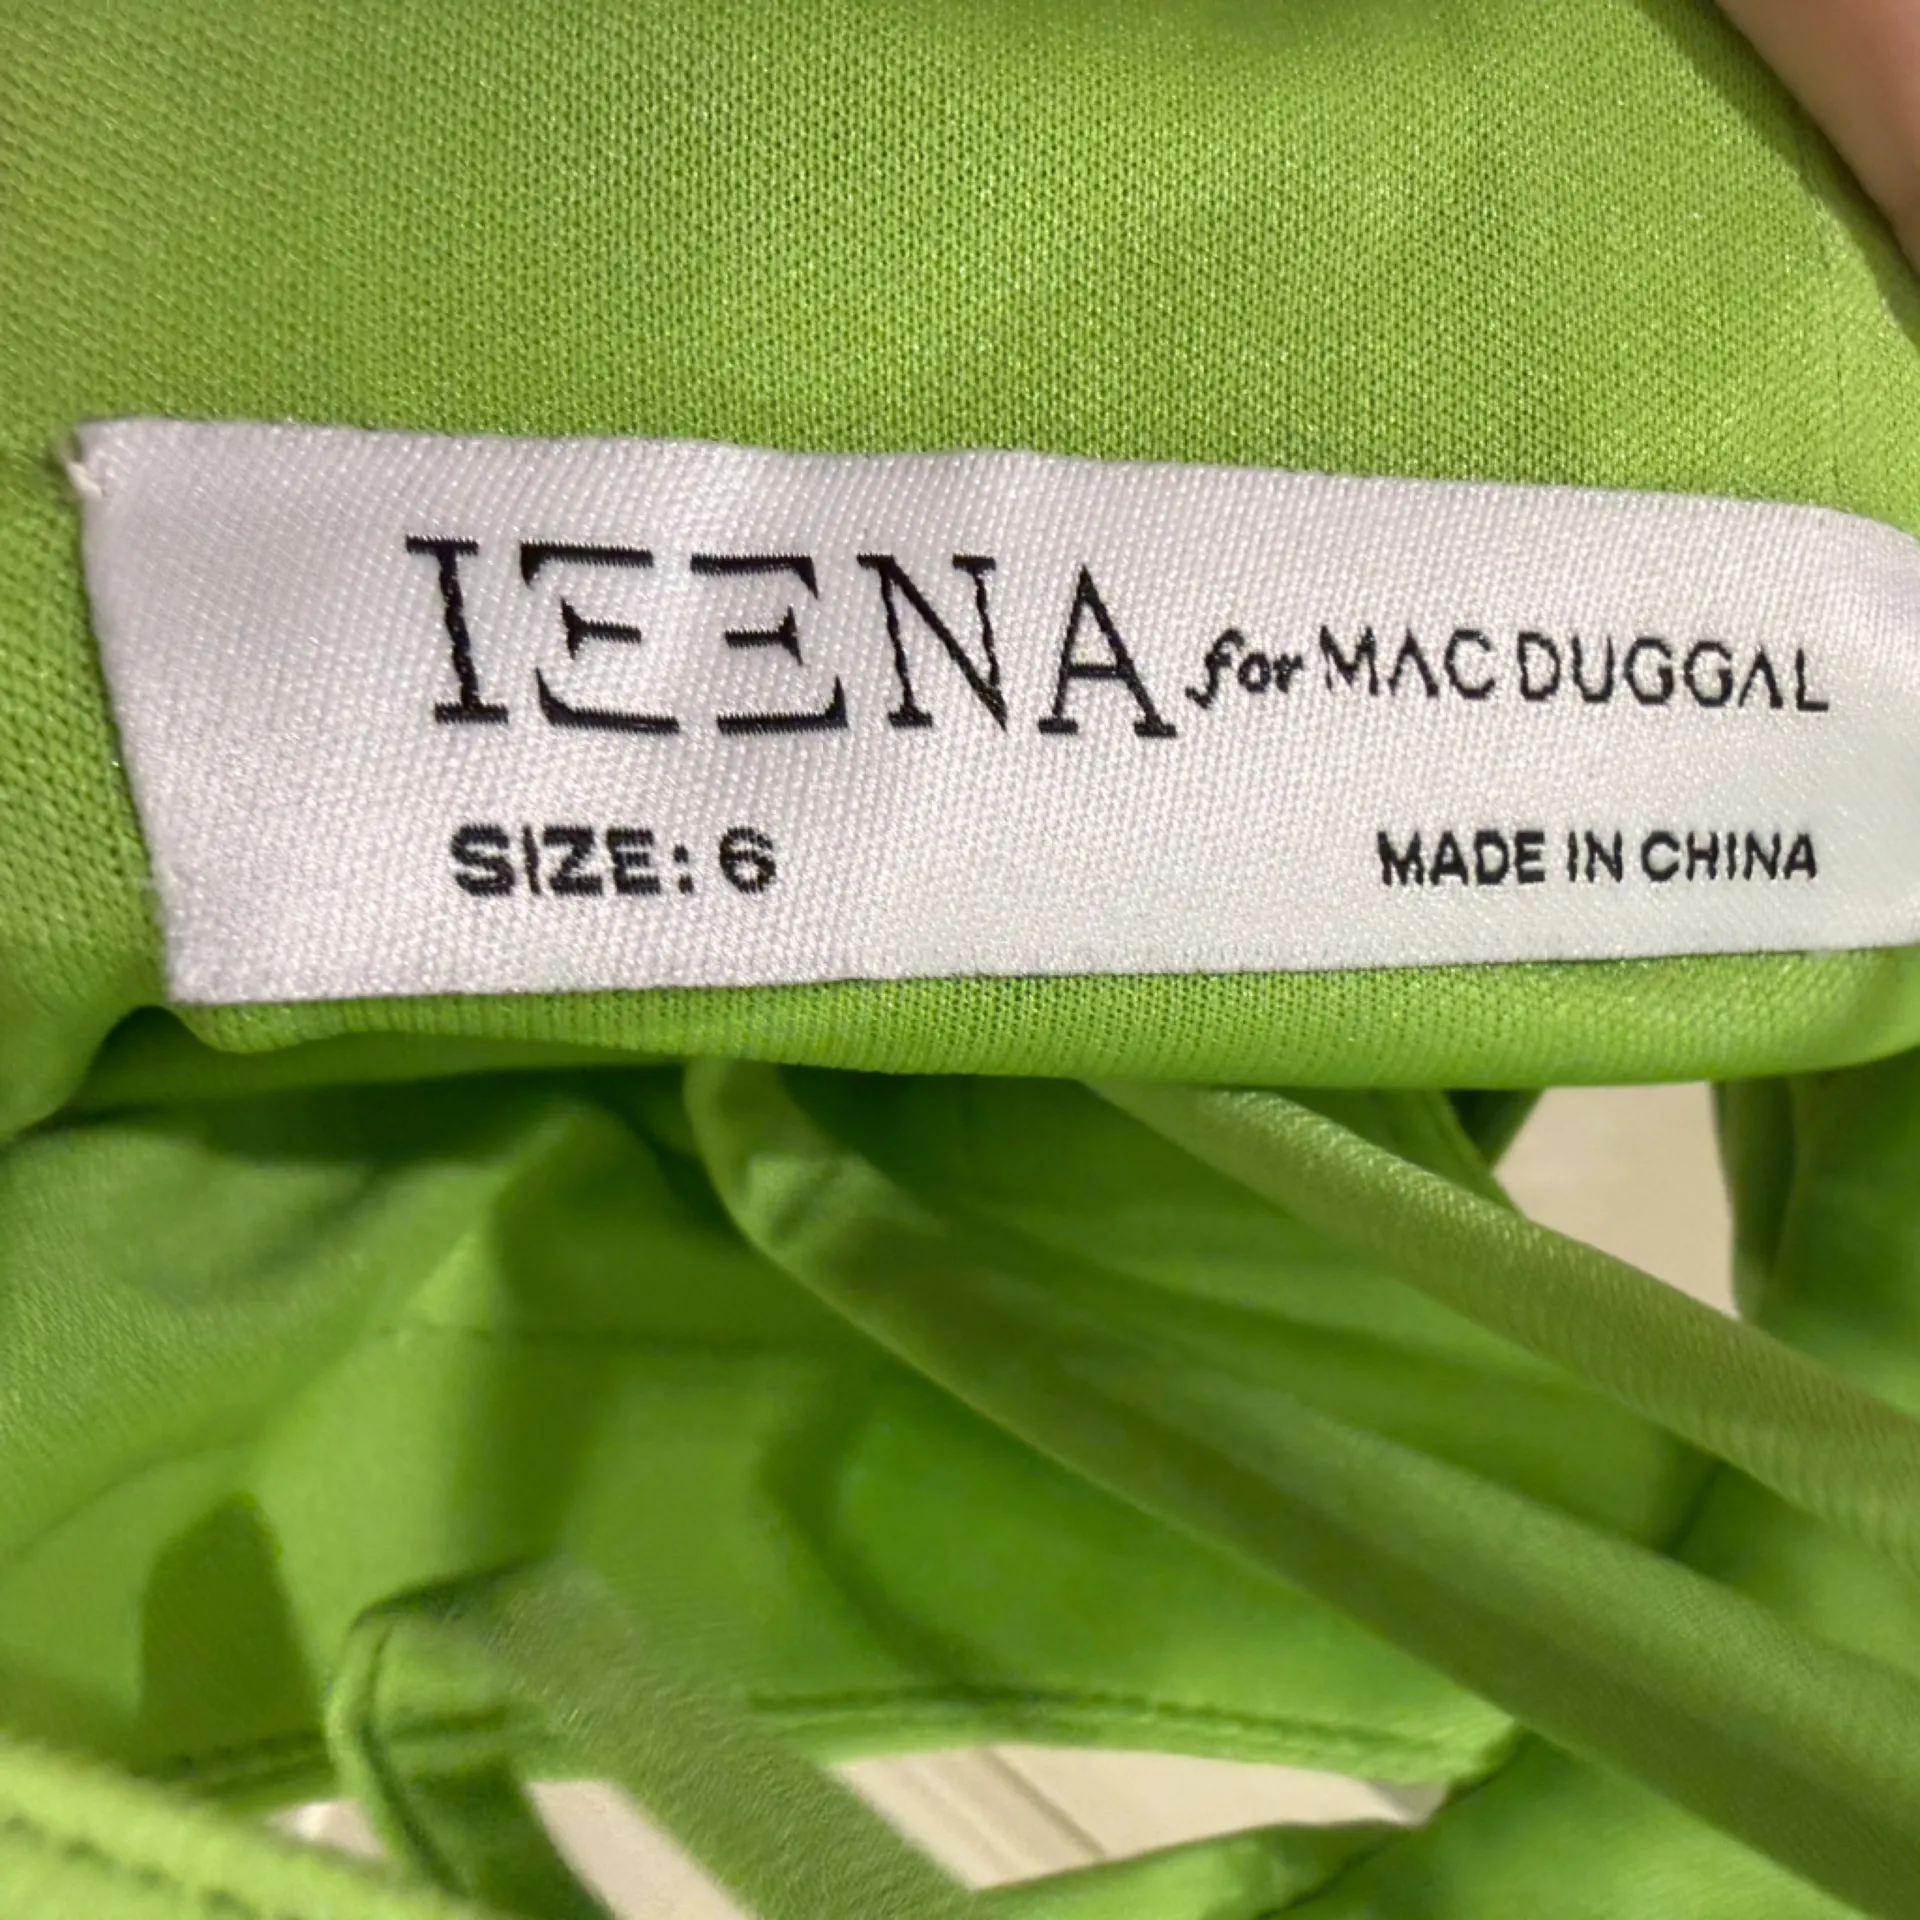 IEENA for MAC DUGGAL
SIZE: 6 MADE IN CHINA